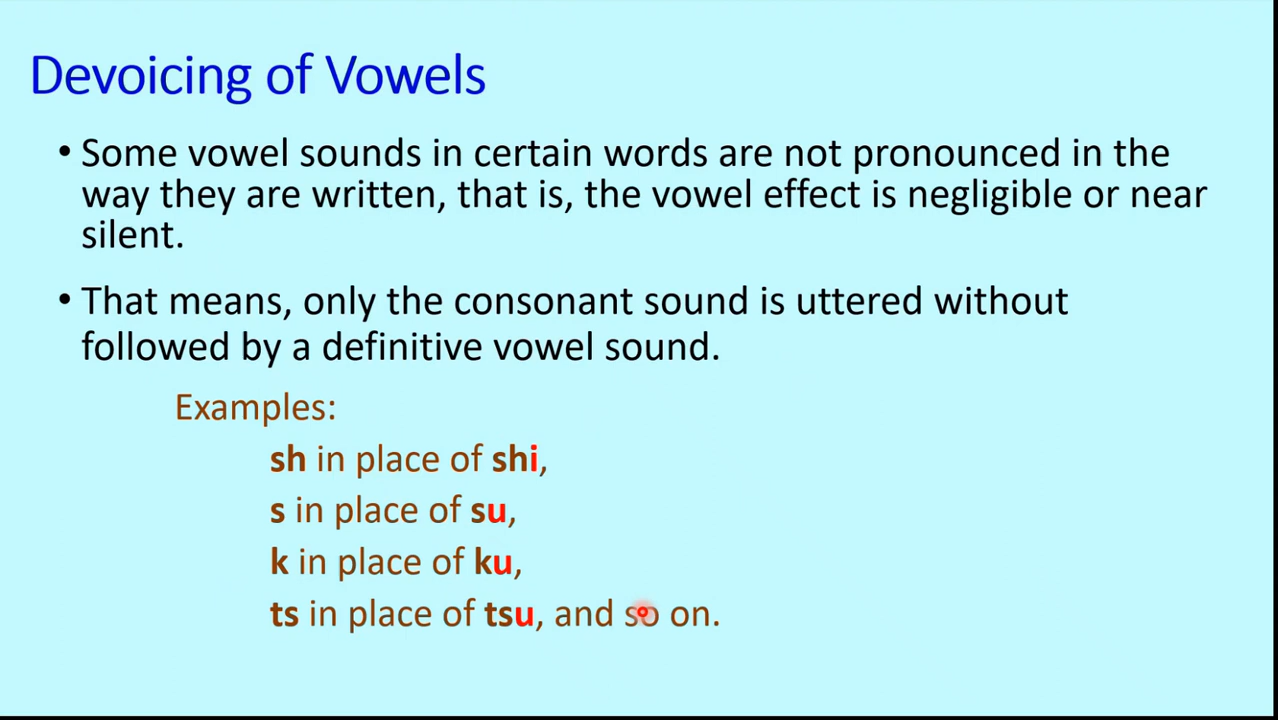 Devoicing of Vowels
• Some vowel sounds in certain words are not pronounced in the
way they are written, that is, the vowel effect is negligible or near
silent.
• That means, only the consonant sound is uttered without
followed by a definitive vowel sound.
Examples:
sh in place of shi,
s in place of su,
k in place of ku,
ts in place of tsu, and so on.